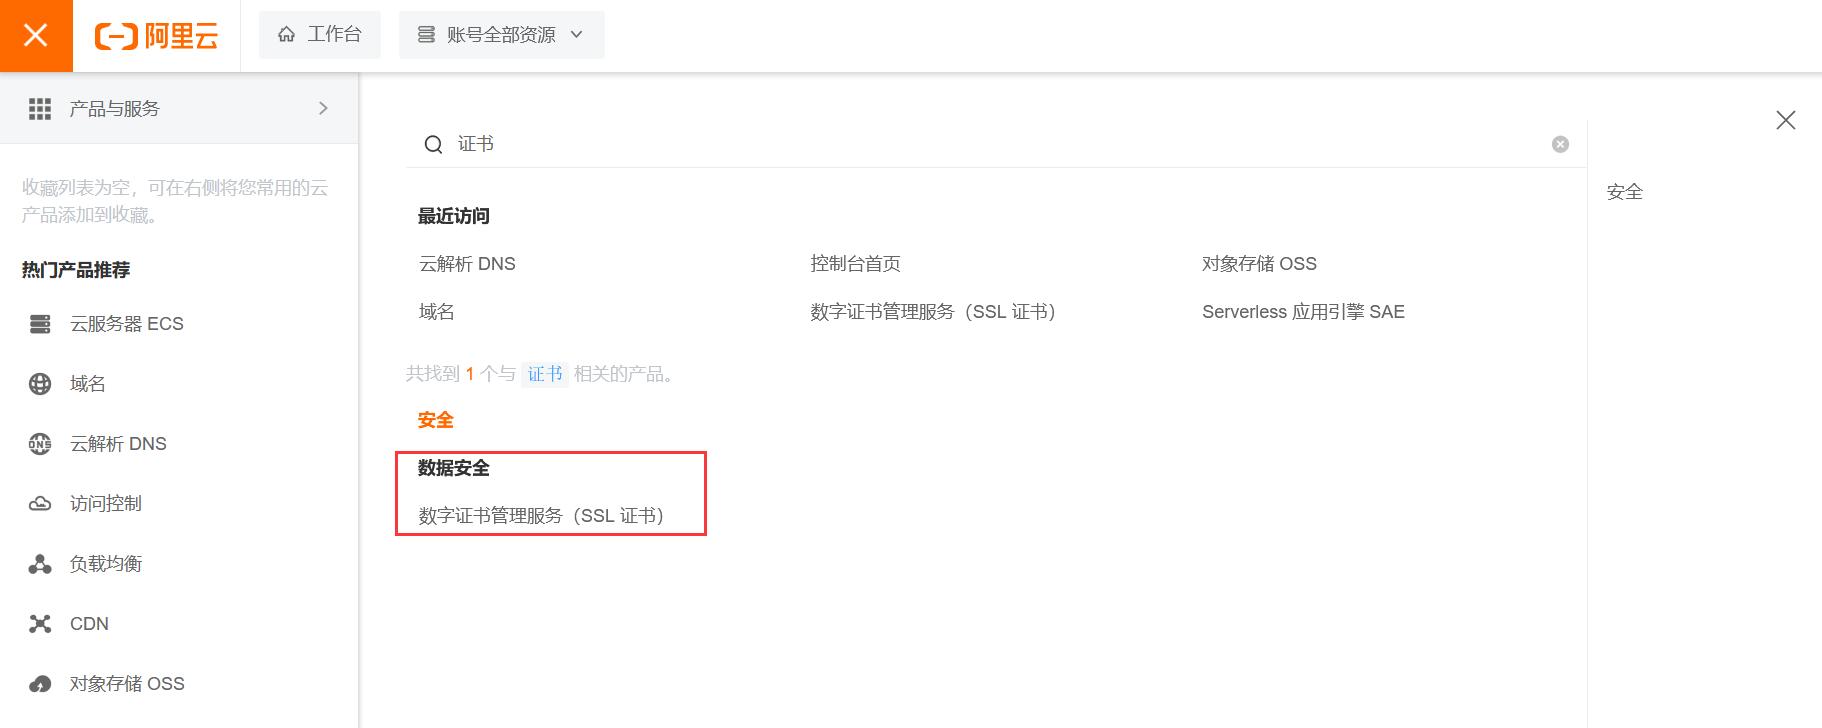 阿里云
工作台
账号全部资源
产品与服务
收藏列表为空，可在右侧将您常用的云
产品添加到收藏。
热门产品推荐
云服务器 ECS
域名
云解析 DNS
访问控制
负载均衡
CDN
对象存储 OSS
证书
最近访问
云解析 DNS
控制台首页
对象存储 OSS
域名
数字证书管理服务（SSL 证书）
Serverless 应用引擎 SAE
共找到 1 个与 证书 相关的产品。
安全
数据安全
数字证书管理服务（SSL 证书）
安全